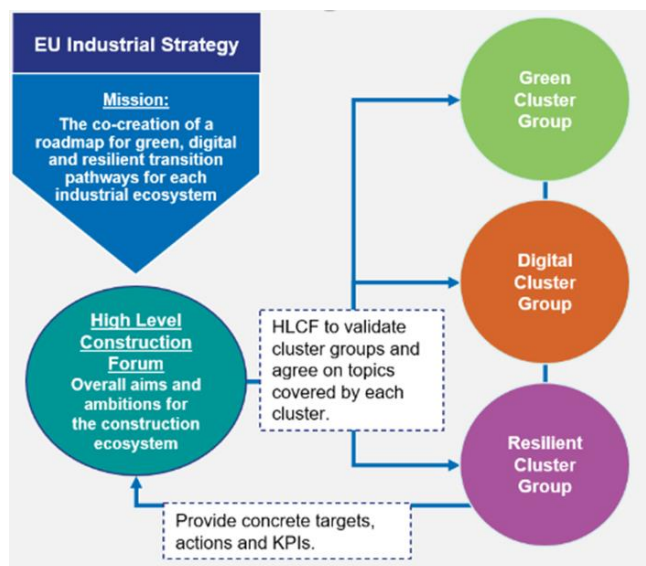 EU Industrial Strategy
Mission:
The co-creation of a
roadmap for green, digital
and resilient transition
pathways for each
industrial ecosystem
High Level
Construction
Forum
Overall aims and
ambitions for
the construction
ecosystem
HLCF to validate
cluster groups and
agree on topics
covered by each
cluster.
Green
Cluster
Group
Digital
Cluster
Group
Resilient
Cluster
Group
Provide concrete targets,
actions and KPIs.